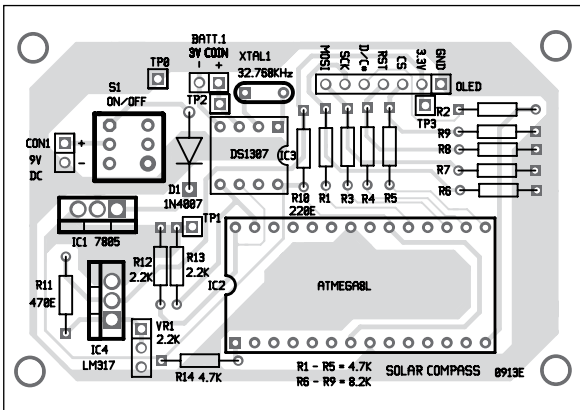 BATT.1
3V COIN
- +
TP0
TP2
XTAL1
32.768KHz
MOSI
SCK
D/C*
RST
CS
3.3V
GND
OLED
TP3
S1
ON/OFF
CON1 +
9V -
DC
D1
1N4007
DS1307
IC3
R10
220E
R1
R3
R4
R5
R2
R9
R8
R7
R6
IC1 7805
TP1
R12
2.2K
R13
2.2K
IC2
ATMEGA8L
R11
470E
IC4
LM317
VR1
2.2K
R14 4.7K
R1 - R5 = 4.7K
R6 - R9 = 8.2K
SOLAR COMPASS
0913E